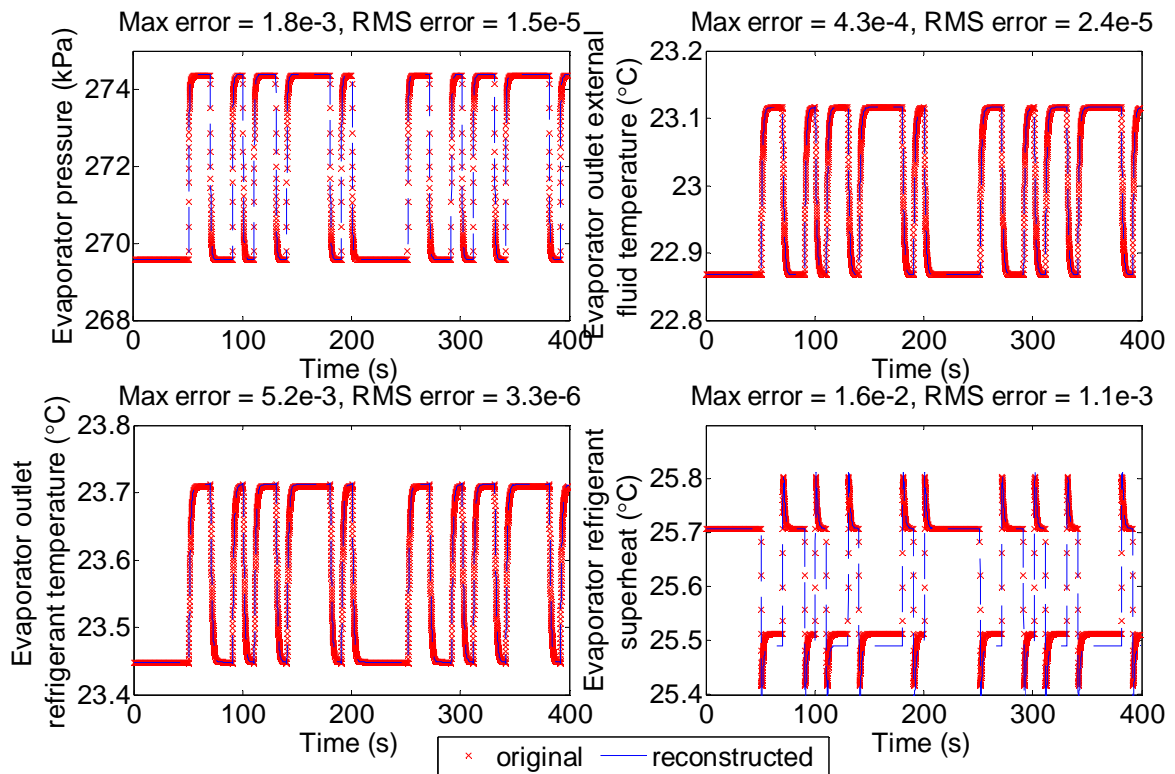 Max error = 1.8e-3, RMS error = 1.5e-5
Evaporator pressure (kPa)
274
272
270
268
0 100 200 300 400
Time (s)
Max error = 4.3e-4, RMS error = 2.4e-5
Evaporator outlet external
fluid temperature (°C)
23.2
23.1
23
22.9
22.8
0 100 200 300 400
Time (s)
Max error = 5.2e-3, RMS error = 3.3e-6
Evaporator outlet
refrigerant temperature (°C)
23.8
23.7
23.6
23.5
23.4
0 100 200 300 400
Time (s)
Max error = 1.6e-2, RMS error = 1.1e-3
Evaporator refrigerant
superheat (°C)
25.8
25.7
25.6
25.5
25.4
0 100 200 300 400
Time (s)
original reconstructed